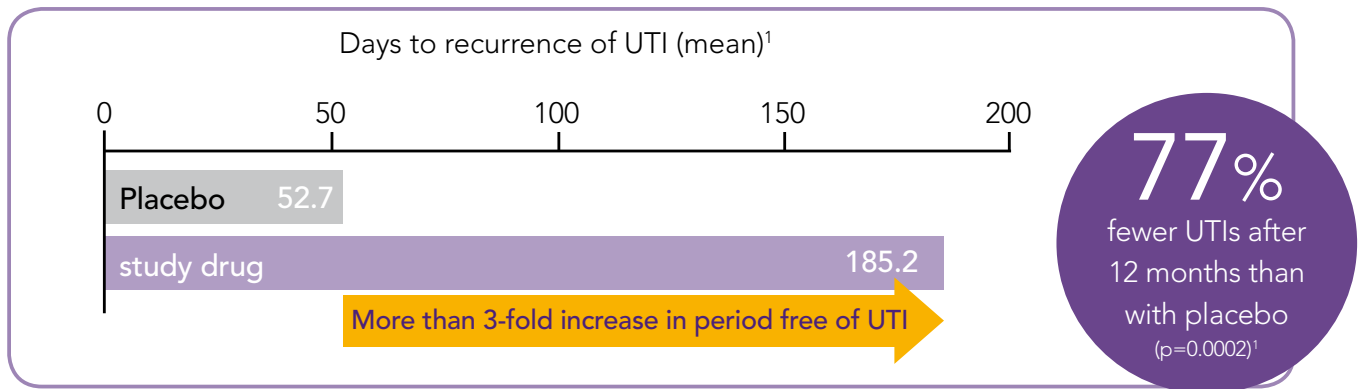 Days to recurrence of UTI (mean)¹
0 50 100 150 200
Placebo 52.7
study drug 185.2
More than 3-fold increase in period free of UTI
77%
fewer UTIs after
12 months than
with placebo
(p=0.0002)¹